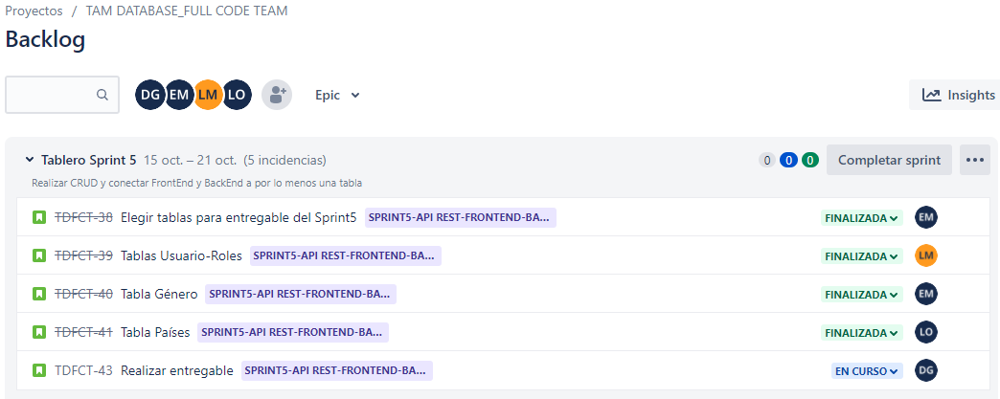 Proyectos / TAM DATABASE_FULL CODE TEAM
Backlog
DG EM LM LO Epic Insights
Tablero Sprint 5 15 oct. – 21 oct. (5 incidencias) 0 0 0 Completar sprint •••
Realizar CRUD y conectar FrontEnd y BackEnd a por lo menos una tabla
TDFCT-38 Elegir tablas para entregable del Sprint5 SPRINT5-API REST-FRONTEND-BA... FINALIZADA EM
TDFCT-39 Tablas Usuario-Roles SPRINT5-API REST-FRONTEND-BA... FINALIZADA LM
TDFCT-40 Tabla Género SPRINT5-API REST-FRONTEND-BA... FINALIZADA EM
TDFCT-41 Tabla Países SPRINT5-API REST-FRONTEND-BA... FINALIZADA LO
TDFCT-43 Realizar entregable SPRINT5-API REST-FRONTEND-BA... EN CURSO DG